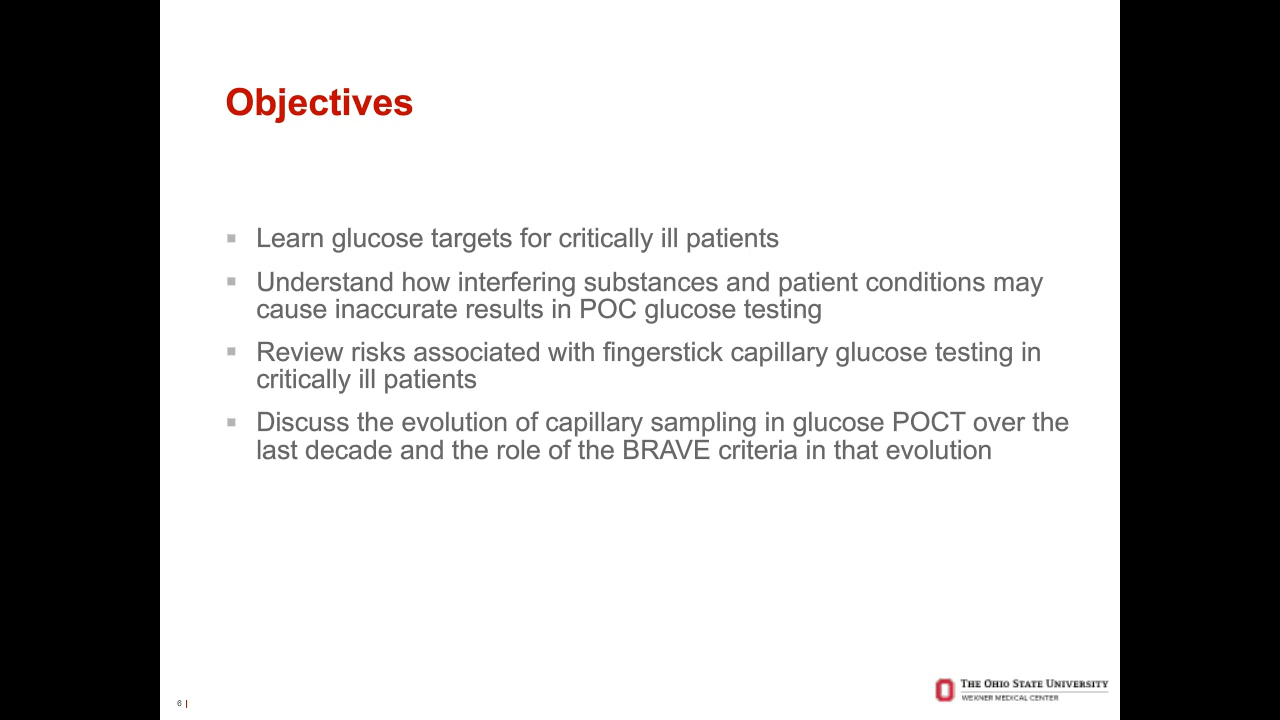 Objectives
Learn glucose targets for critically ill patients
Understand how interfering substances and patient conditions may
cause inaccurate results in POC glucose testing
Review risks associated with fingerstick capillary glucose testing in
critically ill patients
Discuss the evolution of capillary sampling in glucose POCT over the
last decade and the role of the BRAVE criteria in that evolution
6 |
THE OHIO STATE UNIVERSITY
WEXNER MEDICAL CENTER